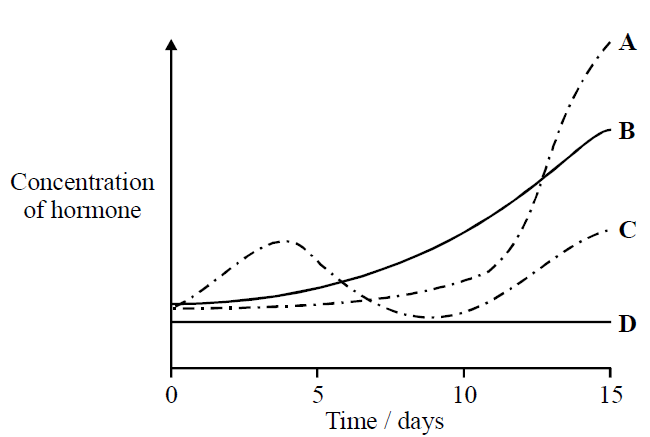 A
B
Concentration
of hormone
C
D
0 5 10 15
Time / days